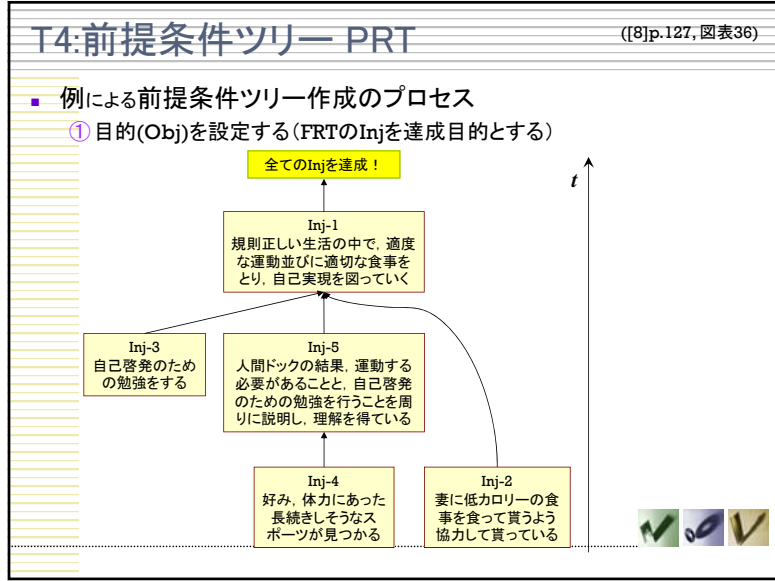 T4:前提条件ツリー PRT
([8]p.127,図表36)
例による前提条件ツリー作成のプロセス
① 目的(Obj)を設定する(FRTのInjを達成目的とする)
全てのInjを達成！
t
Inj-1
規則正しい生活の中で，適度
な運動並びに適切な食事を
とり，自己実現を図っていく
Inj-3
自己啓発のため
の勉強をする
Inj-5
人間ドックの結果，運動する
必要があることと，自己啓発
のための勉強を行うことを周
りに説明し，理解を得ている
Inj-4
好み，体力にあった
長続きしそうなス
ポーツが見つかる
Inj-2
妻に低カロリーの食
事を食って貰うよう
協力して貰っている